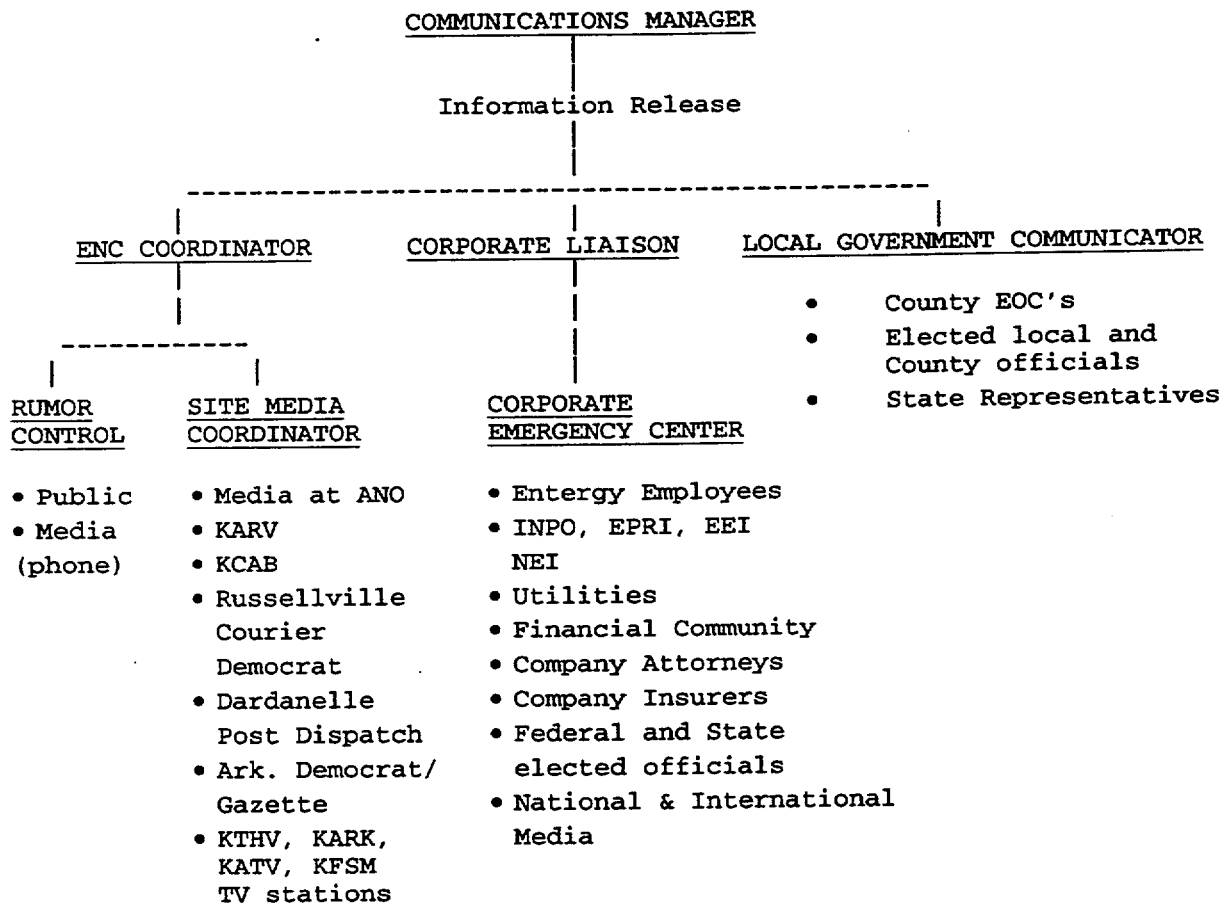 COMMUNICATIONS MANAGER
Information Release
ENC COORDINATOR
CORPORATE LIAISON
LOCAL GOVERNMENT COMMUNICATOR
• County EOC's
• Elected local and
County officials
• State Representatives
RUMOR
CONTROL
• Public
• Media
(phone)
SITE MEDIA
COORDINATOR
• Media at ANO
• KARV
• KCAB
• Russellville
Courier
Democrat
• Dardanelle
Post Dispatch
• Ark. Democrat/
Gazette
• KTHV, KARK,
KATV, KFSM
TV stations
CORPORATE
EMERGENCY CENTER
• Entergy Employees
• INPO, EPRI, EEI
NEI
• Utilities
• Financial Community
• Company Attorneys
• Company Insurers
• Federal and State
elected officials
• National & International
Media